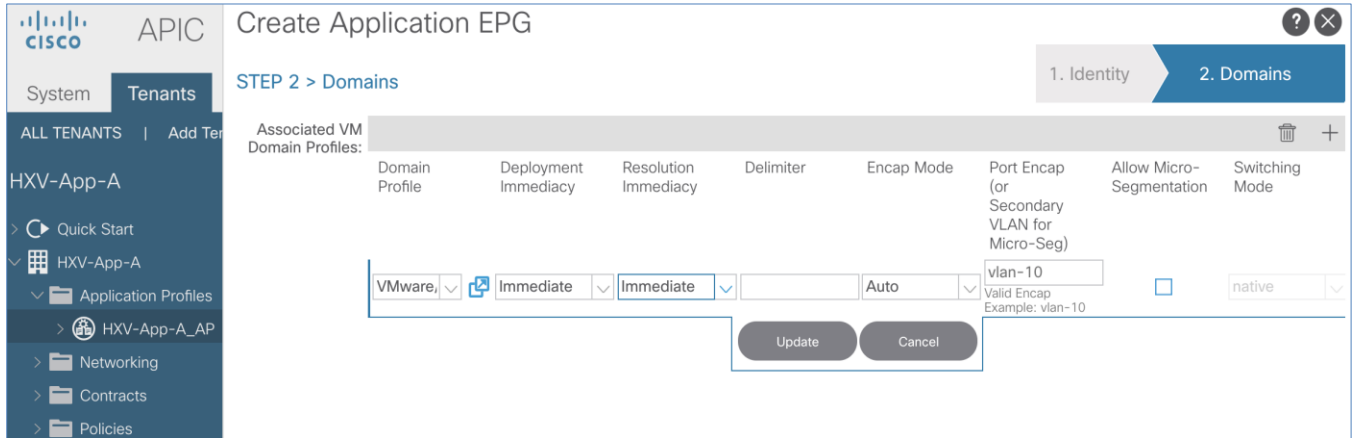 CISCO
APIC
Create Application EPG
?
System
Tenants
STEP 2 > Domains
1. Identity
2. Domains
ALL TENANTS | Add Ter
HXV-App-A
Quick Start
HXV-App-A
Application Profiles
HXV-App-A_AP
Networking
Contracts
Policies
Associated VM
Domain Profiles:
Domain
Profile
Deployment
Immediacy
Resolution
Immediacy
Delimiter
Encap Mode
Port Encap
(or
Secondary
VLAN for
Micro-Seg)
Allow Micro-
Segmentation
Switching
Mode
VMware,
Immediate
Immediate
Auto
vlan-10
Valid Encap
Example: vlan-10
native
Update
Cancel